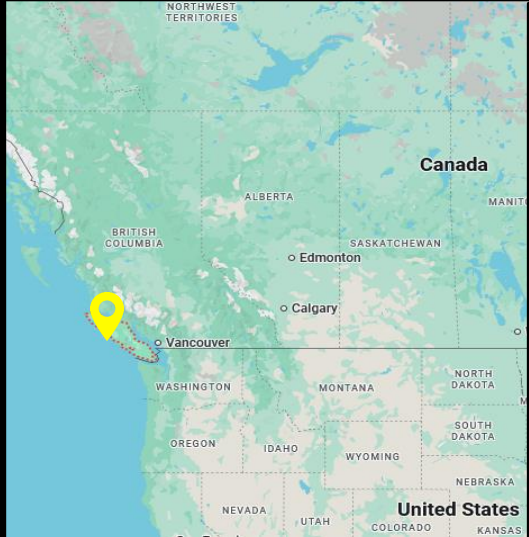 NORTHWEST
TERRITORIES
Canada
ALBERTA
MANIT
BRITISH
COLUMBIA
SASKATCHEWAN
Edmonton
Calgary
Vancouver
WASHINGTON
MONTANA
NORTH
DAKOTA
OREGON
IDAHO
SOUTH
DAKOTA
WYOMING
NEBRASKA
NEVADA
United States
UTAH
COLORADO
KANSAS